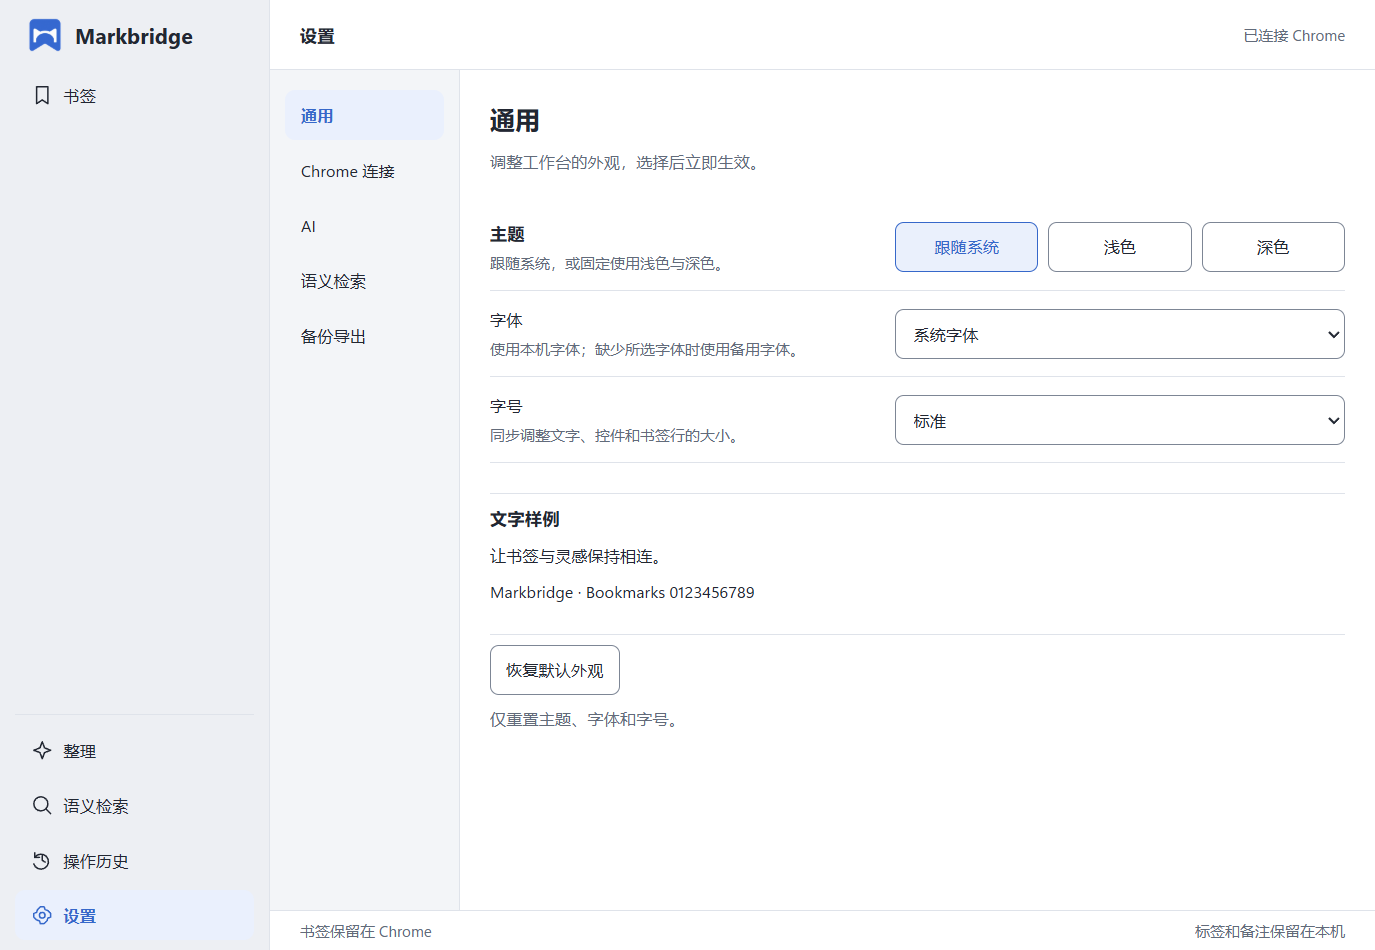 Markbridge
书签
整理
语义检索
操作历史
设置
设置
已连接 Chrome
通用
Chrome 连接
AI
语义检索
备份导出
通用
调整工作台的外观，选择后立即生效。
主题
跟随系统，或固定使用浅色与深色。
跟随系统
浅色
深色
字体
使用本机字体；缺少所选字体时使用备用字体。
系统字体
字号
同步调整文字、控件和书签行的大小。
标准
文字样例
让书签与灵感保持相连。
Markbridge · Bookmarks 0123456789
恢复默认外观
仅重置主题、字体和字号。
书签保留在 Chrome
标签和备注保留在本机